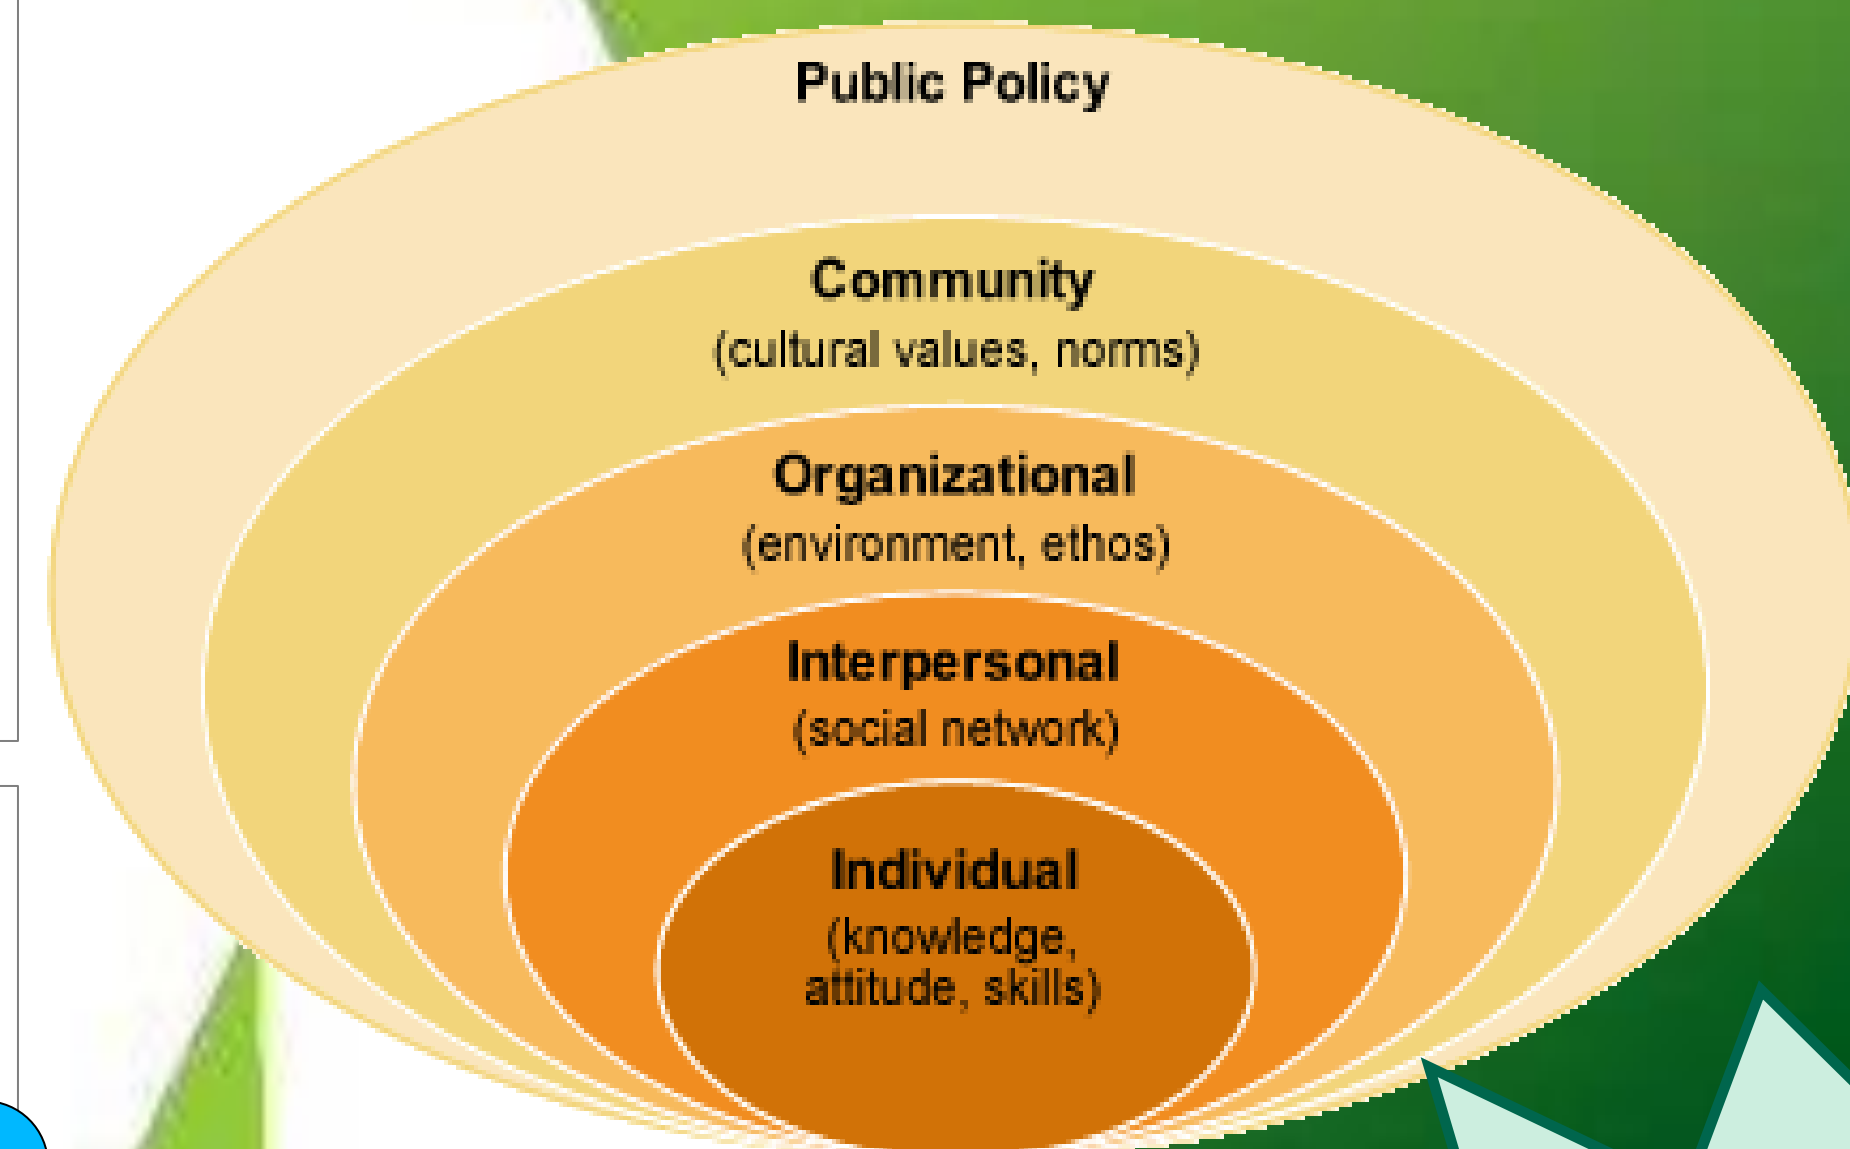 Public Policy
Community
(cultural values, norms)
Organizational
(environment, ethos)
Interpersonal
(social network)
Individual
(knowledge,
attitude, skills)